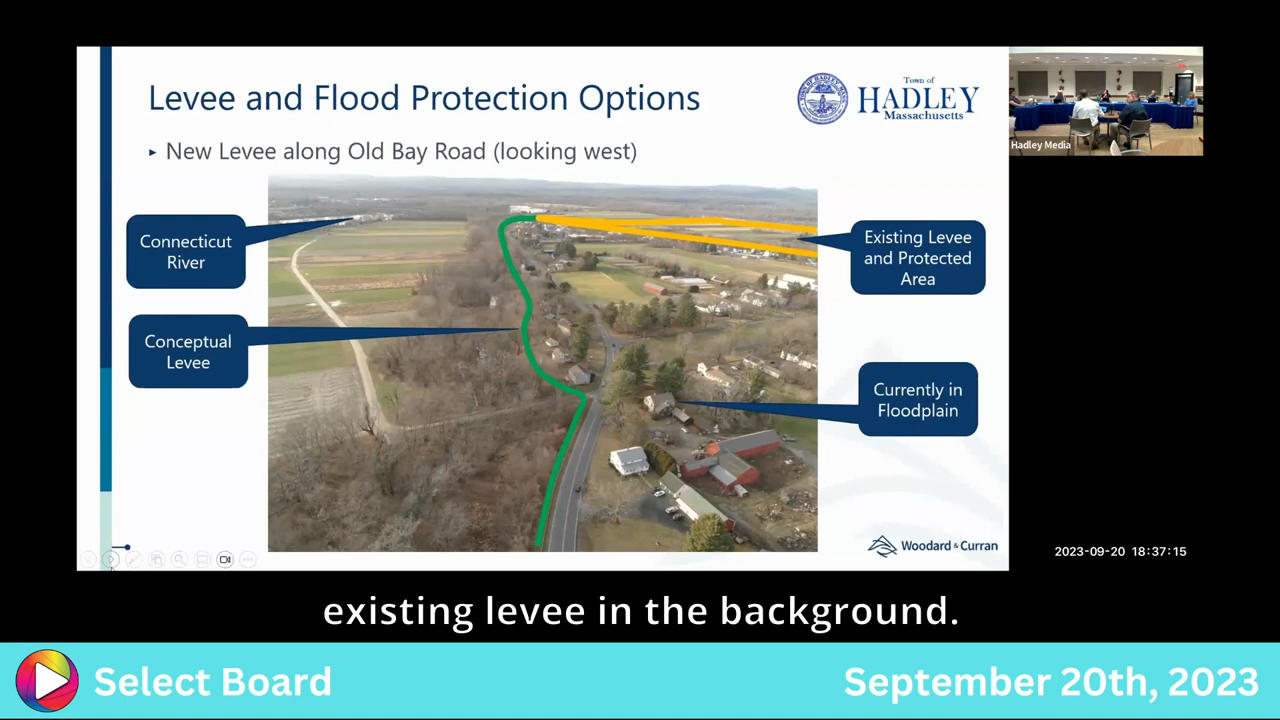 Levee and Flood Protection Options
Town of
HADLEY
Massachusetts
▸ New Levee along Old Bay Road (looking west)
Connecticut
River
Conceptual
Levee
Existing Levee
and Protected
Area
Currently in
Floodplain
Woodard & Curran
Hadley Media
2023-09-20 18:37:15
existing levee in the background.
Select Board
September 20th, 2023